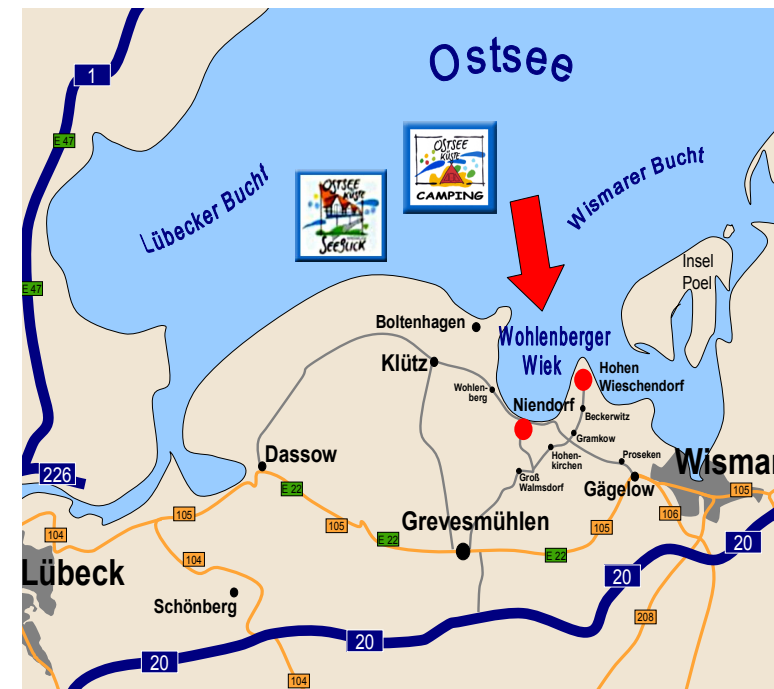 Ostsee
1
E 47
OSTSEE
KÜSTE
CAMPING
Wismarer Bucht
Lübecker Bucht
OSTSEE
KÜSTE
SEEBLICK
Insel
Poel
E 47
Boltenhagen
Wohlenberger
Wiek
Klütz
Hohen
Wieschendorf
Wohlen-
berg
Niendorf
Beckerwitz
Gramkow
Hohen-
kirchen
Proseken
Dassow
Wismar
226
Groß
Walmsdorf
Gägelow
E 22
105
105
106
105
105
Grevesmühlen
105
104
104
E 22
E 22
20
Lübeck
20
Schönberg
208
20
20
104